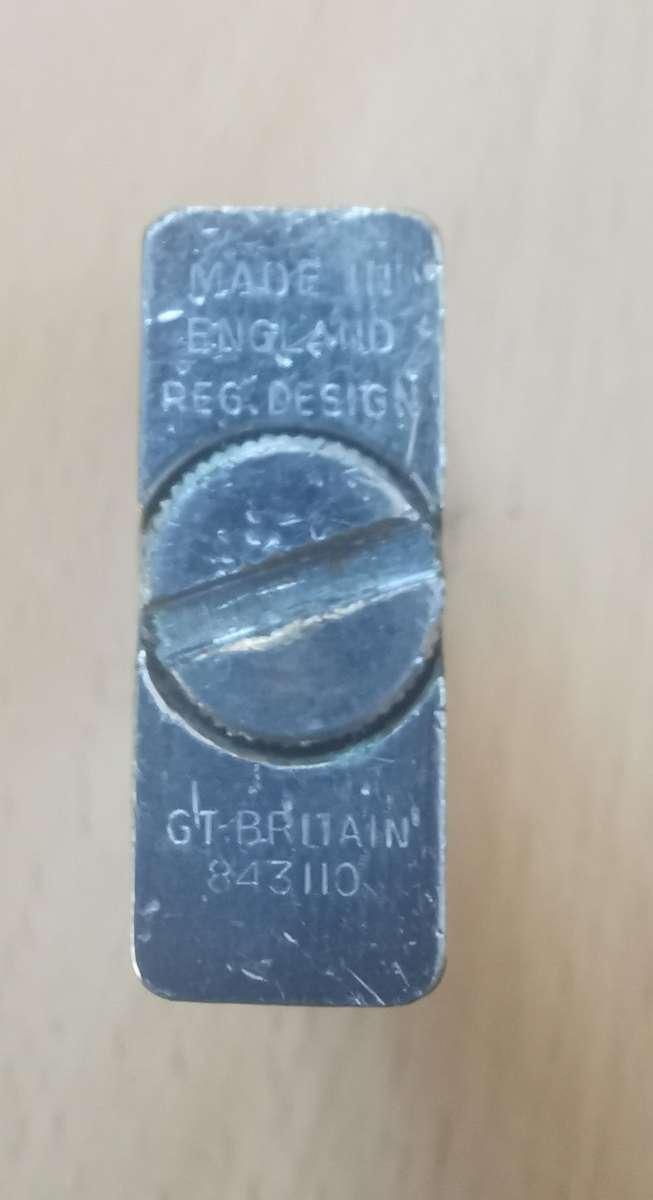 MADE IN
ENGLAND
REG. DESIGN
GT. BRITAIN
843110